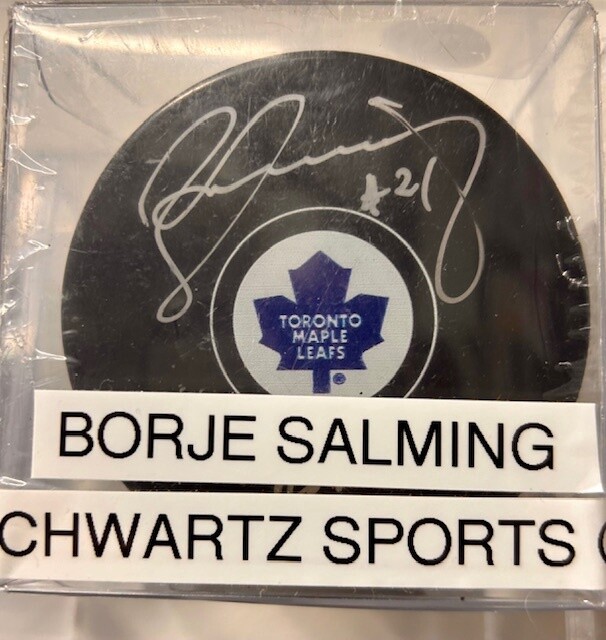 #21
TORONTO
MAPLE
LEAFS
©
BORJE SALMING
CHWARTZ SPORTS